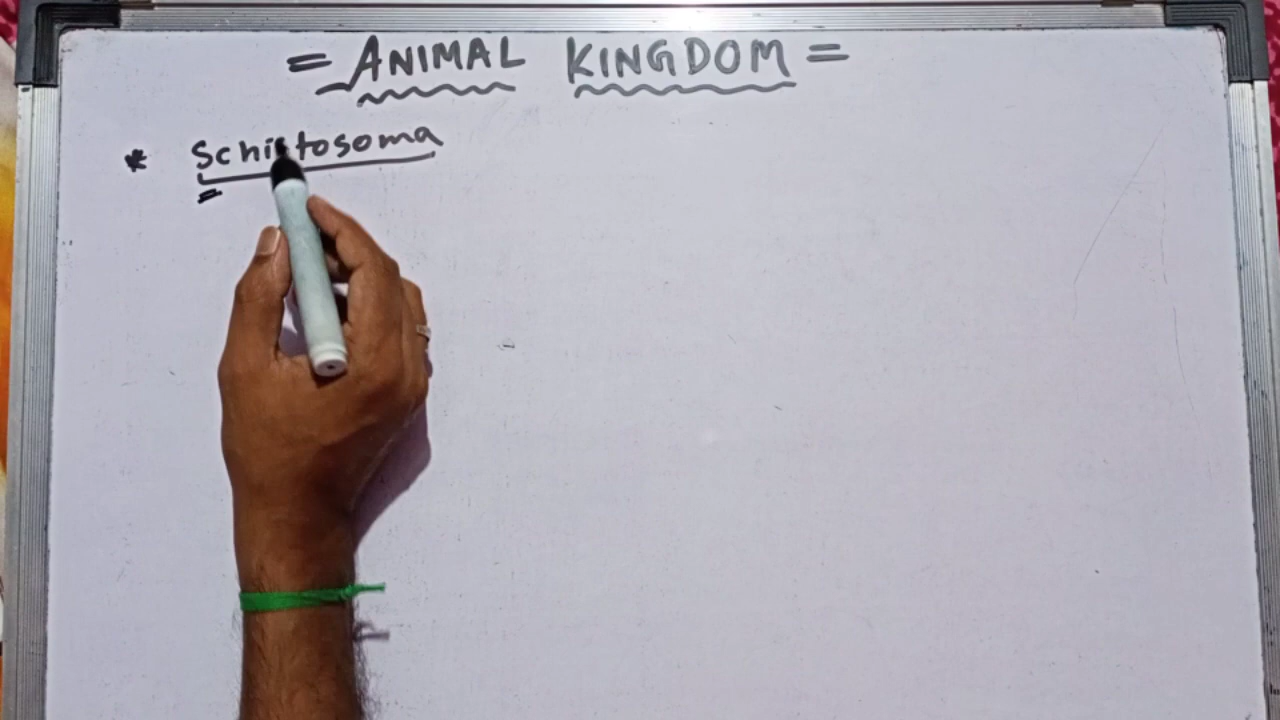 = ANIMAL KINGDOM =
* Schistosoma